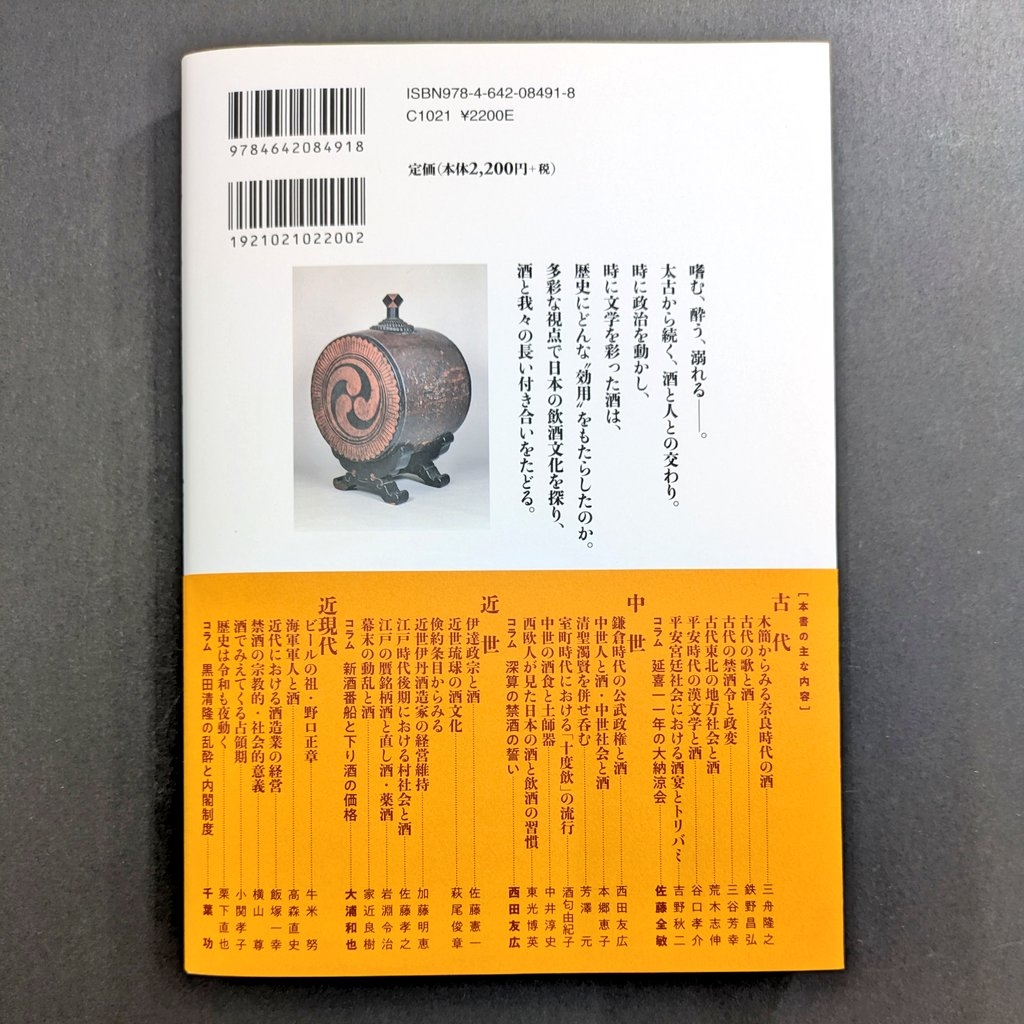 ISBN978-4-642-08491-8
C1021 ¥2200E
9784642084918
定価(本体2,200円+税)
1921021022002
嗜む、酔う、溺れる──。
太古から続く、酒と人との交わり。
時に政治を動かし、
時に文学を彩った酒は、
歴史にどんな〝効用〟をもたらしたのか。
多彩な視点で日本の飲酒文化を探り、
酒と我々の長い付き合いをたどる。
[本書の主な内容]
古代
木簡からみる奈良時代の酒……三舟隆之
古代の歌と酒……鉄野昌弘
古代の禁酒令と政変……三谷芳幸
古代東北の地方社会と酒……荒木志伸
平安時代の漢文学と酒……谷口孝介
平安宮廷社会における酒宴とトリバミ……吉野秋二
コラム 延喜一一年の大納涼会……佐藤全敏
中世
鎌倉時代の公武政権と酒……西田友広
中世人と酒・中世社会と酒……本郷恵子
清聖濁賢を併せ呑む……芳澤 元
室町時代における「十度飲」の流行……酒匂由紀子
中世の酒食と土師器……中井淳史
西欧人が見た日本の酒と飲酒の習慣……東光博英
コラム 深算の禁酒の誓い……西田友広
近世
伊達政宗と酒……佐藤憲一
近世琉球の酒文化……萩尾俊章
倹約条目からみる
近世伊丹酒造家の経営維持……加藤明恵
江戸時代後期における村社会と酒……佐藤孝之
江戸の贋銘柄酒と直し酒・薬酒……岩淵令治
幕末の動乱と酒……家近良樹
コラム 新酒番船と下り酒の価格……大浦和也
近現代
ビールの祖・野口正章……牛米 努
海軍軍人と酒……高森直史
近代における酒造業の経営……飯塚一幸
禁酒の宗教的・社会的意義……横山 尊
酒でみえてくる占領期……小関孝子
歴史は令和も夜動く……栗下直也
コラム 黒田清隆の乱酔と内閣制度……千葉 功